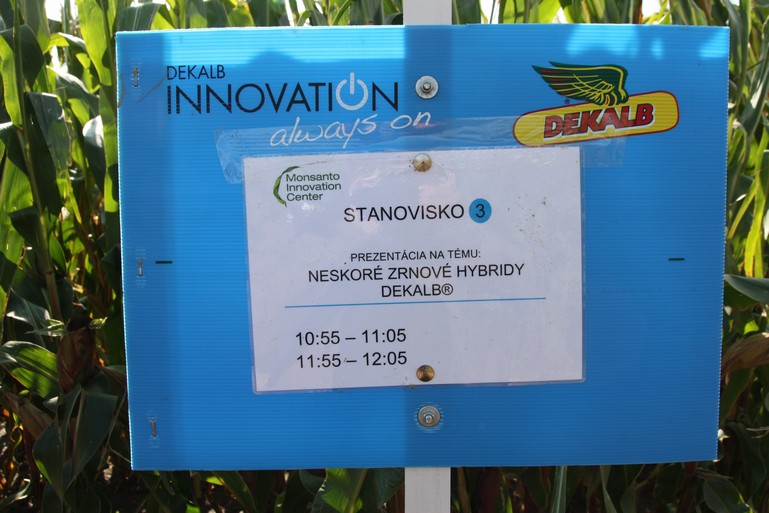 DEKALB
INNOVATION
always on
DEKALB
Monsanto
Innovation
Center
STANOVISKO 3
PREZENTÁCIA NA TÉMU:
NESKORÉ ZRNOVÉ HYBRIDY
DEKALB®
10:55 – 11:05
11:55 – 12:05